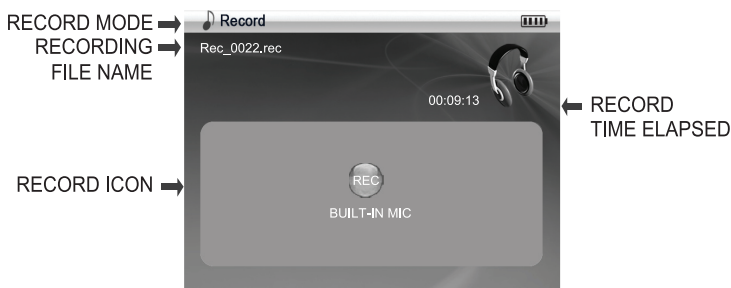 RECORD MODE
Record
RECORDING
FILE NAME
Rec_0022.rec
00:09:13
RECORD
TIME ELAPSED
RECORD ICON
REC
BUILT-IN MIC